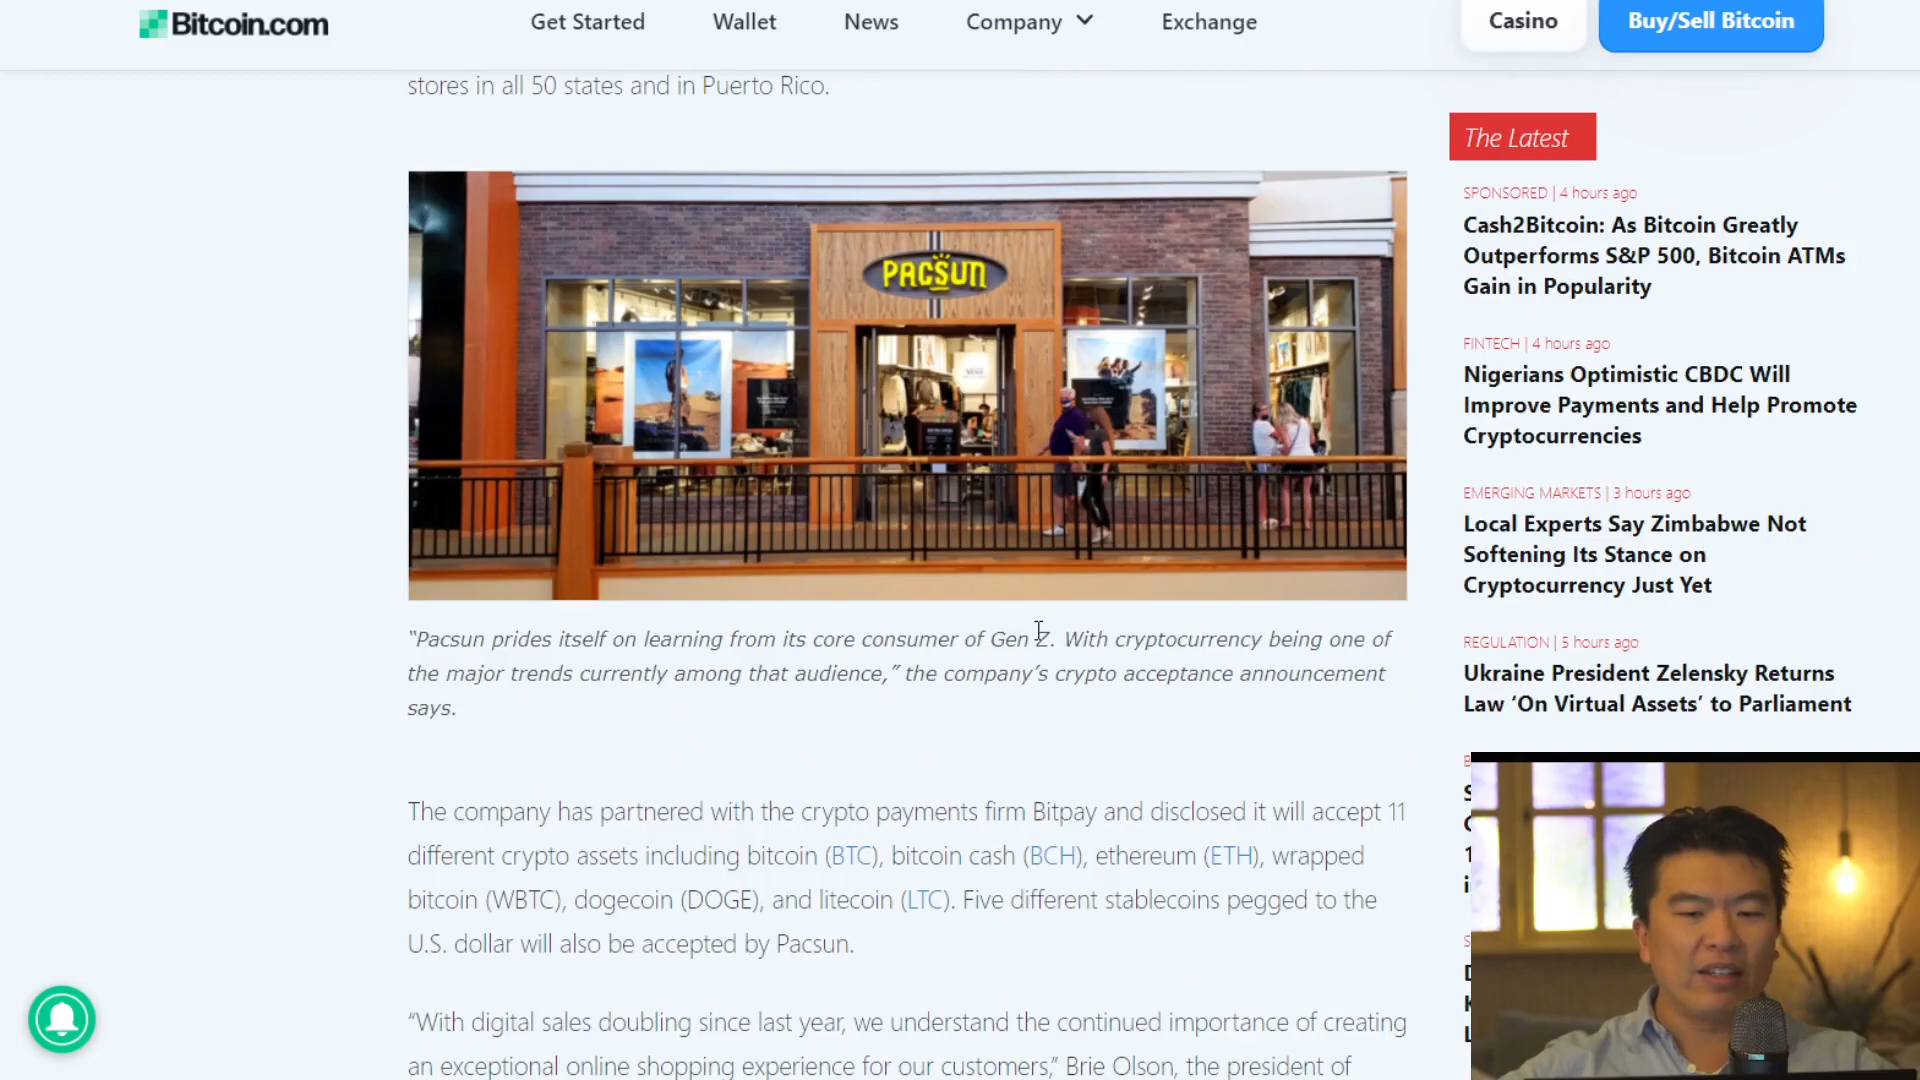 Bitcoin.com
Get Started
Wallet
News
Company
Exchange
Casino
Buy/Sell Bitcoin
stores in all 50 states and in Puerto Rico.
PACSUN
“Pacsun prides itself on learning from its core consumer of Gen Z. With cryptocurrency being one of
the major trends currently among that audience,” the company’s crypto acceptance announcement
says.
The company has partnered with the crypto payments firm Bitpay and disclosed it will accept 11
different crypto assets including bitcoin (BTC), bitcoin cash (BCH), ethereum (ETH), wrapped
bitcoin (WBTC), dogecoin (DOGE), and litecoin (LTC). Five different stablecoins pegged to the
U.S. dollar will also be accepted by Pacsun.
“With digital sales doubling since last year, we understand the continued importance of creating
an exceptional online shopping experience for our customers,” Brie Olson, the president of
The Latest
SPONSORED | 4 hours ago
Cash2Bitcoin: As Bitcoin Greatly
Outperforms S&P 500, Bitcoin ATMs
Gain in Popularity
FINTECH | 4 hours ago
Nigerians Optimistic CBDC Will
Improve Payments and Help Promote
Cryptocurrencies
EMERGING MARKETS | 3 hours ago
Local Experts Say Zimbabwe Not
Softening Its Stance on
Cryptocurrency Just Yet
REGULATION | 5 hours ago
Ukraine President Zelensky Returns
Law ‘On Virtual Assets’ to Parliament